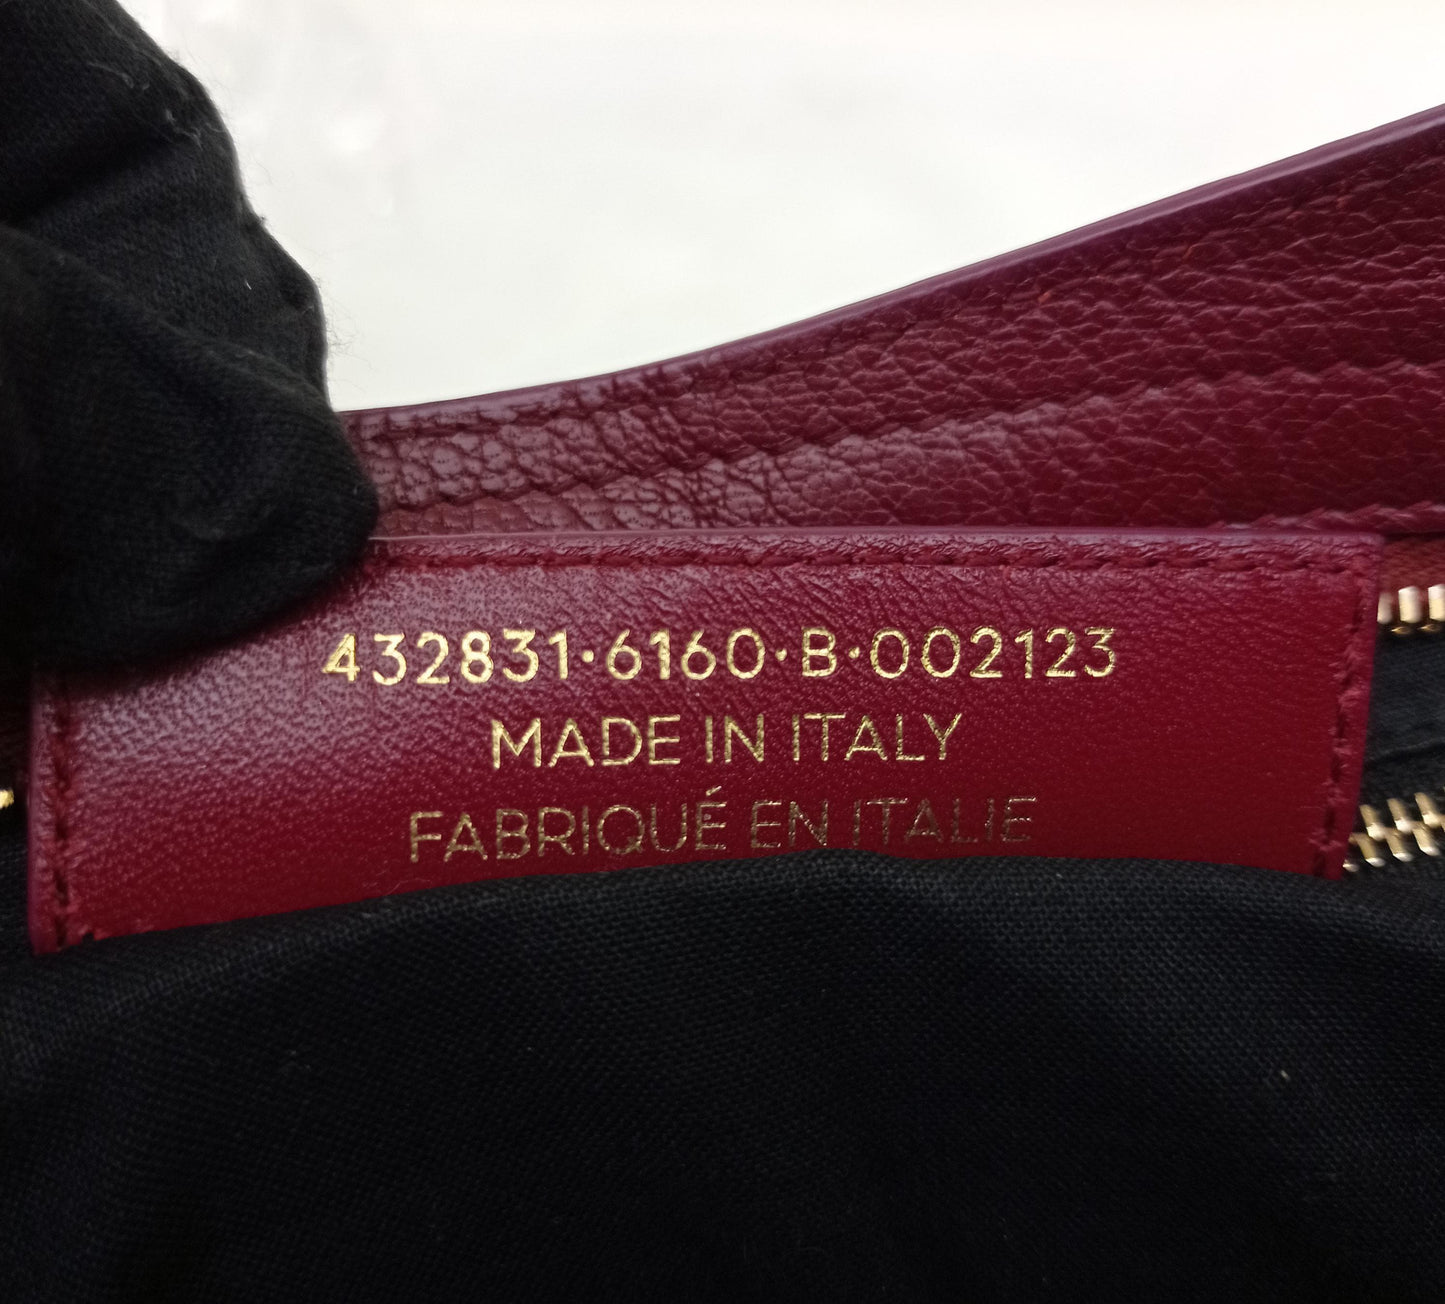 432831·6160·B·002123
MADE IN ITALY
FABRIQUÉ EN ITALIE